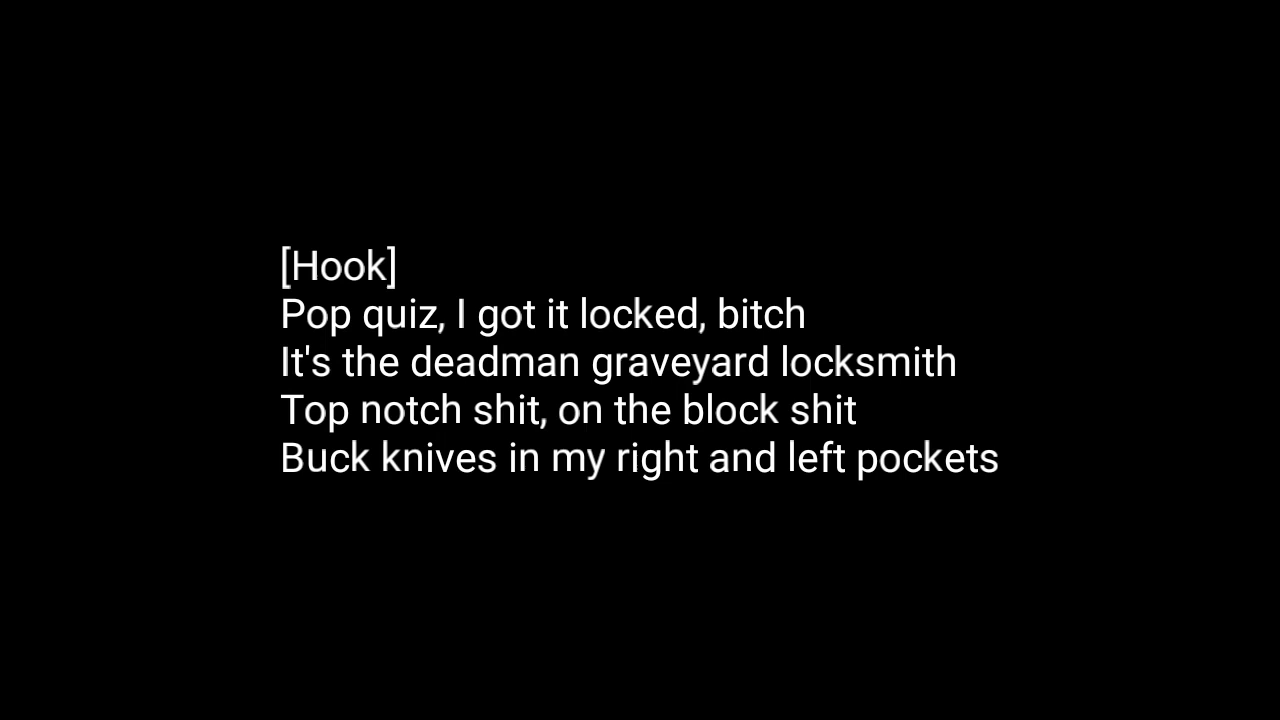 [Hook]
Pop quiz, I got it locked, bitch
It's the deadman graveyard locksmith
Top notch shit, on the block shit
Buck knives in my right and left pockets